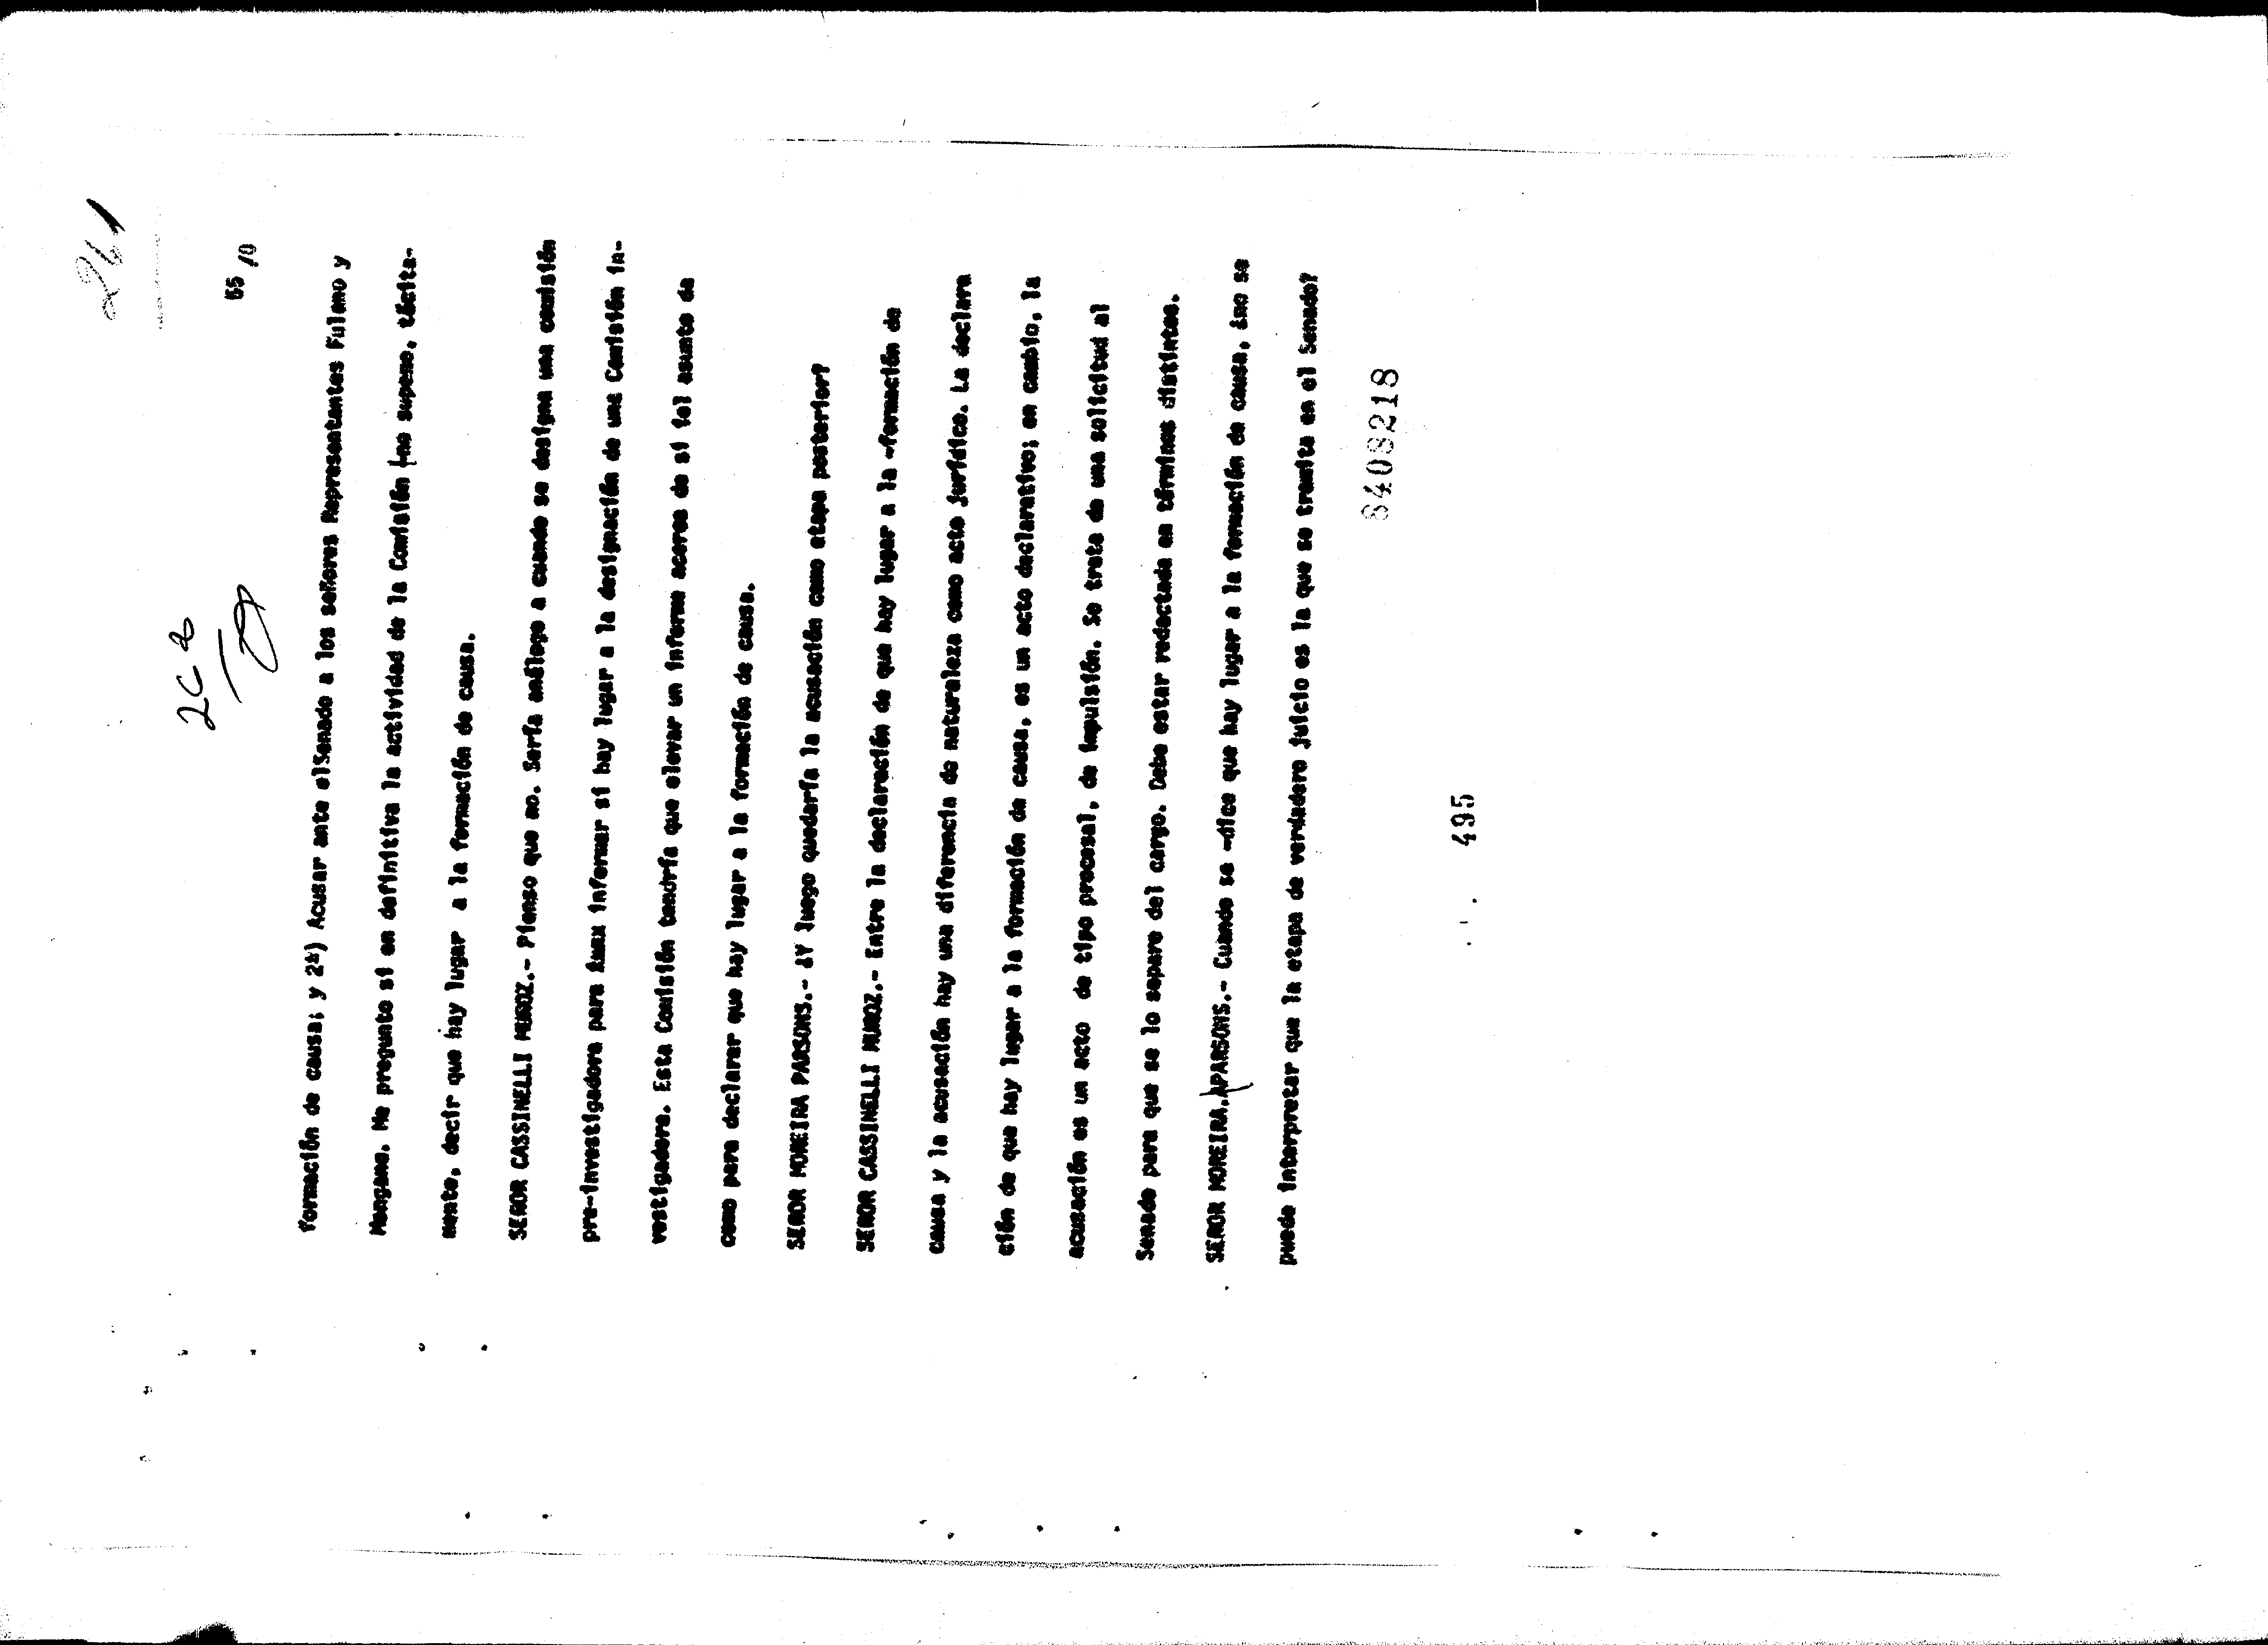 261
55/0
formación de causa; y 2ª) Acusar ante elSenado a los señores Representantes Fulano y
Mengano. Me pregunto si en definitiva la actividad de la Comisión no supone, tácita-
mente, decir que hay lugar a la formación de causa.
SEÑOR CASSINELLI MUÑOZ.- Pienso que no. Sería análogo a cuando se designa una comisión
pre-investigadora para informar si hay lugar a la designación de una Comisión in-
vestigadora. Esta Comisión tendría que elevar un informe acerca de si tal asunto da
como para declarar que hay lugar a la formación de causa.
SEÑOR MOREIRA PARSONS.- ¿Y luego quedaría la acusación como etapa posterior?
SEÑOR CASSINELLI MUÑOZ.- Entre la declaración de que hay lugar a la -formación de
causa y la acusación hay una diferencia de naturaleza como acto jurídico. La declara
ción de que hay lugar a la formación de causa, es un acto declarativo; en cambio, la
acusación es un acto de tipo procesal, de impulsión. Se trata de una solicitud al
Senado para que se lo separe del cargo. Debe estar redactada en términos distintos.
SEÑOR MOREIRA PARSONS.- Cuando se -dice que hay lugar a la formación de causa, ¿no se
puede interpretar que la etapa de verdadero juicio es la que se tramita en el Senado?
8408218
495